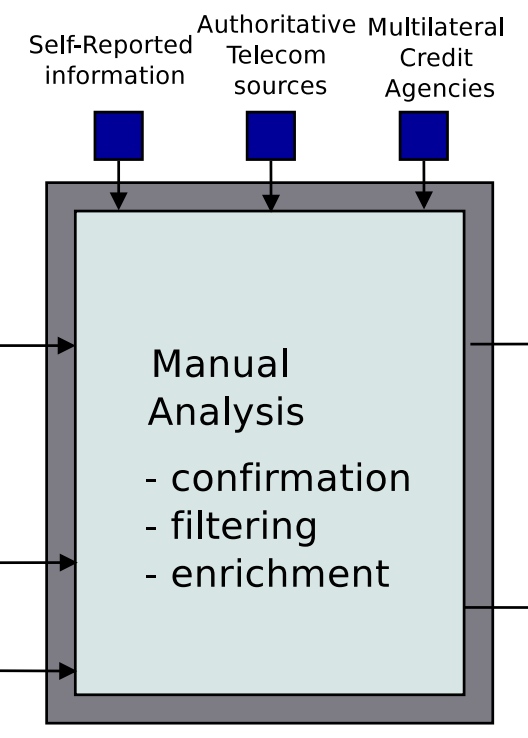 Self-Reported
information
Authoritative
Telecom
sources
Multilateral
Credit
Agencies
Manual
Analysis
- confirmation
- filtering
- enrichment